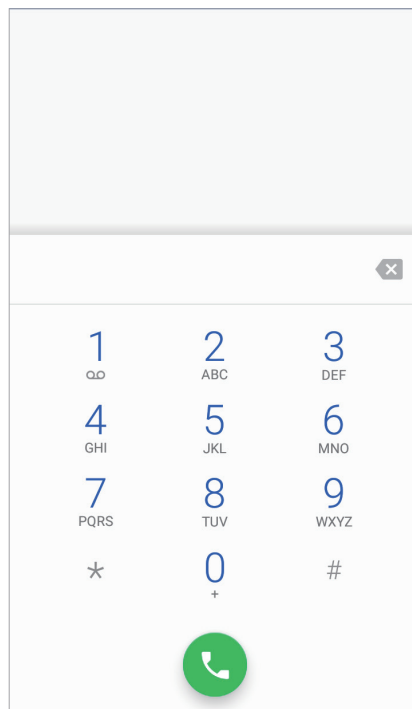 1 2 3
ABC DEF
4 5 6
GHI JKL MNO
7 8 9
PQRS TUV WXYZ
* 0 #
+